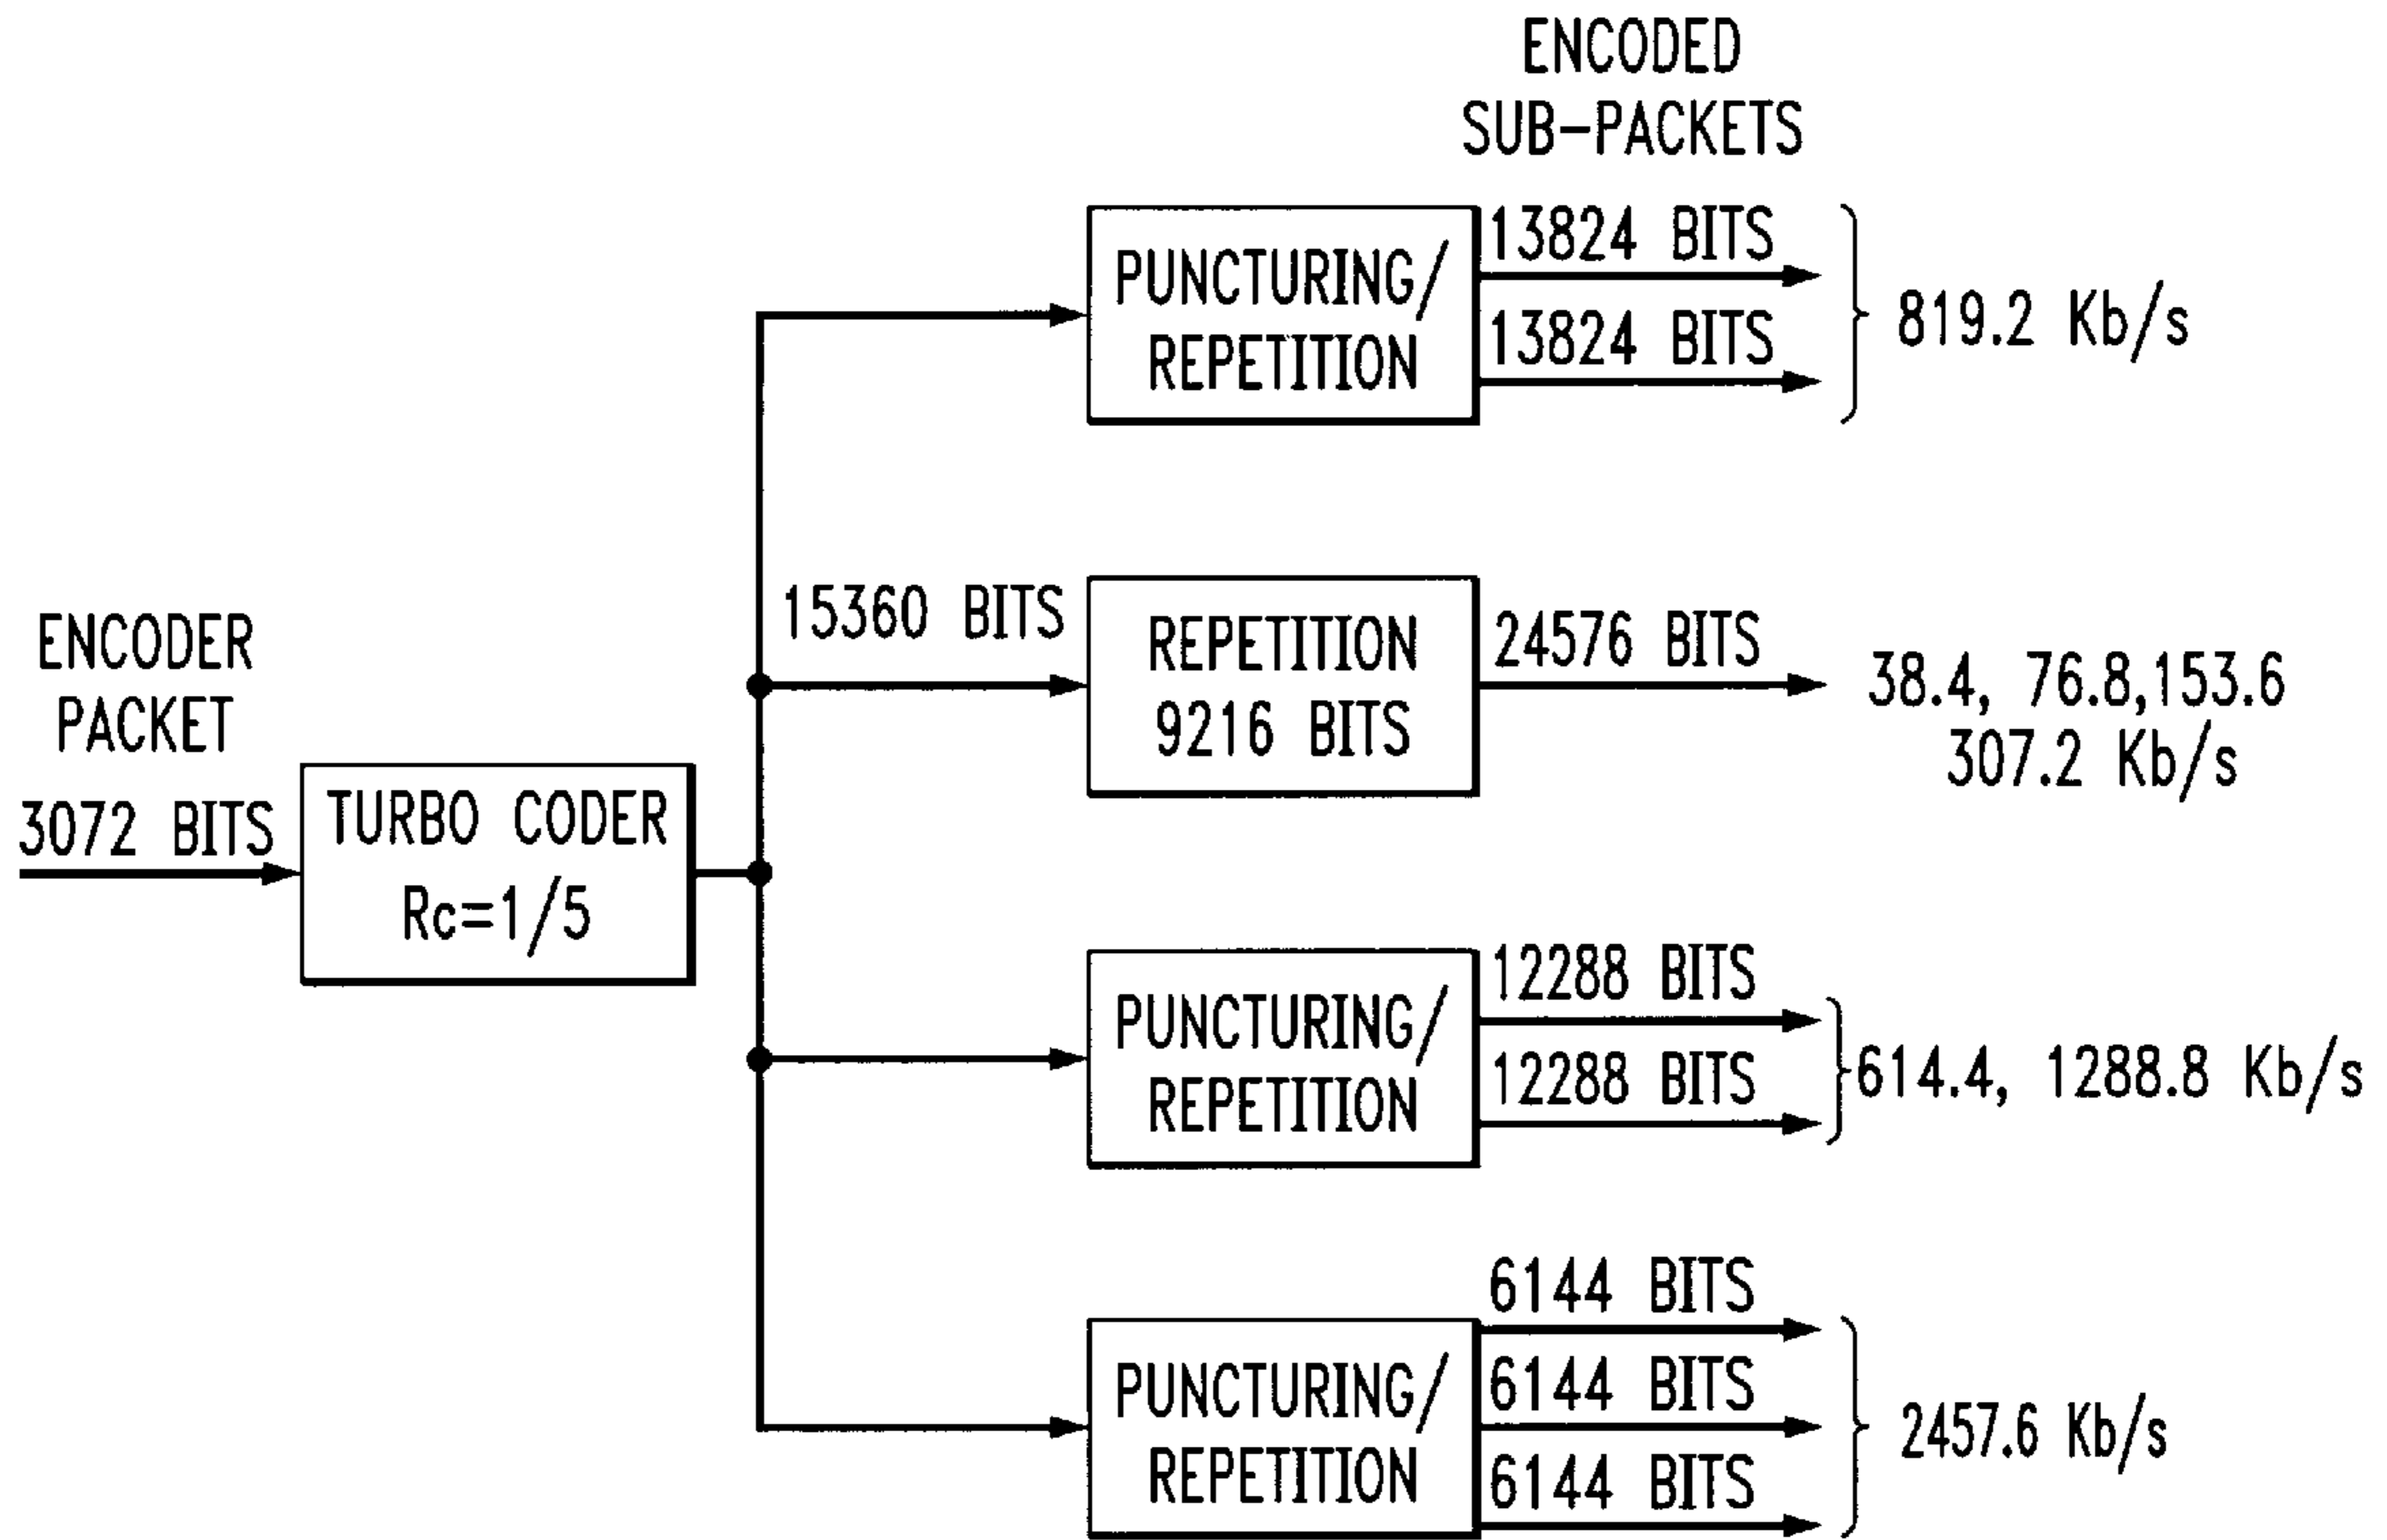 ENCODED
SUB-PACKETS
PUNCTURING/
REPETITION
13824 BITS
13824 BITS
819.2 Kb/s
15360 BITS
REPETITION
9216 BITS
24576 BITS
38.4, 76.8,153.6
307.2 Kb/s
ENCODER
PACKET
3072 BITS
TURBO CODER
Rc=1/5
PUNCTURING/
REPETITION
12288 BITS
12288 BITS
614.4, 1288.8 Kb/s
PUNCTURING/
REPETITION
6144 BITS
6144 BITS
6144 BITS
2457.6 Kb/s